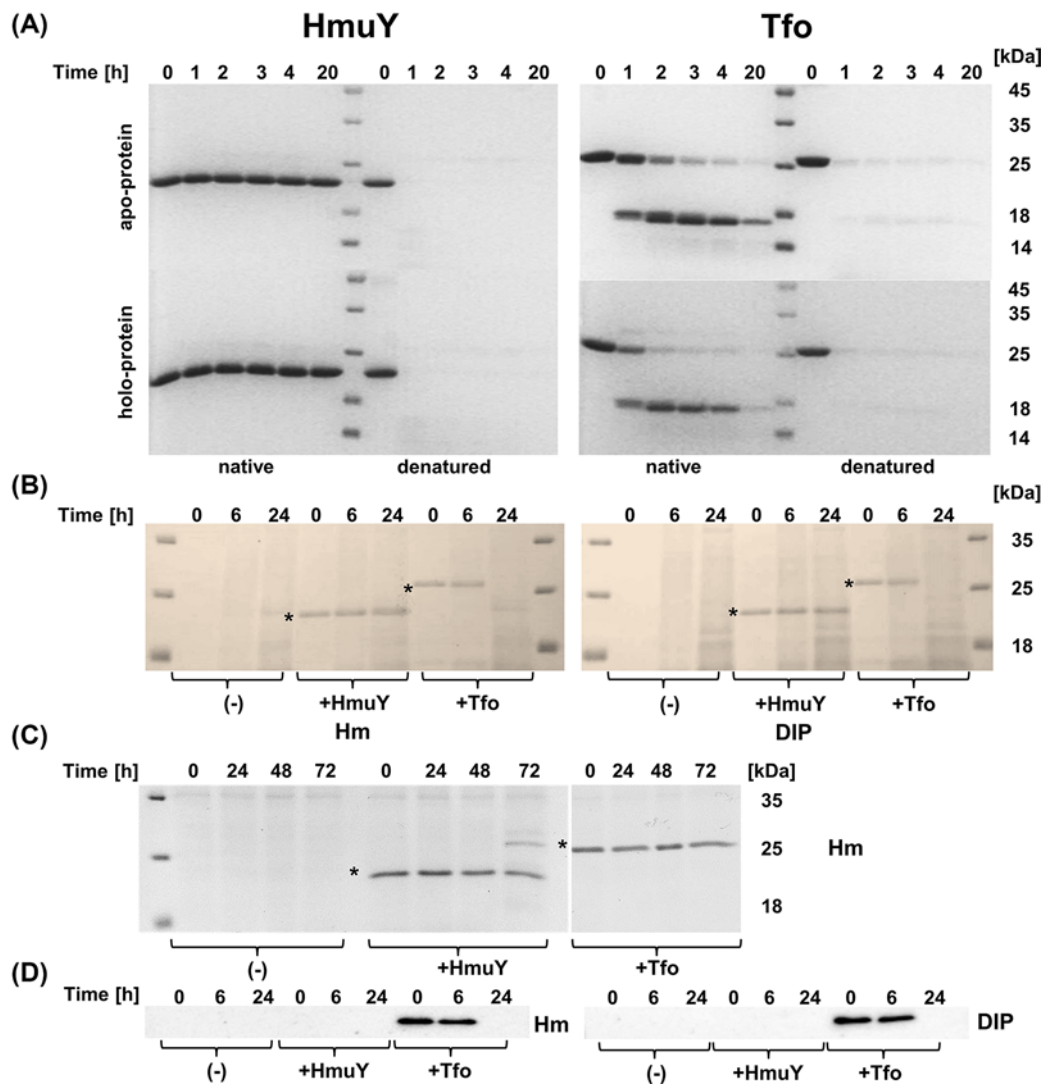 (A)
HmuY Tfo
Time [h] 0 1 2 3 4 20 0 1 2 3 4 20 0 1 2 3 4 20 0 1 2 3 4 20 [kDa]
45
35
apo-protein
25
18
14
45
35
holo-protein
25
18
14
native denatured native denatured
(B)
[kDa]
Time [h] 0 6 24 0 6 24 0 6 24 0 6 24 0 6 24 0 6 24
35
* * * *
25
18
(-) +HmuY +Tfo (-) +HmuY +Tfo
Hm DIP
(C)
Time [h] 0 24 48 72 0 24 48 72 0 24 48 72 [kDa]
35
* *
25 Hm
18
(-) +HmuY +Tfo
(D)
Time [h] 0 6 24 0 6 24 0 6 24 0 6 24 0 6 24 0 6 24
Hm DIP
(-) +HmuY +Tfo (-) +HmuY +Tfo